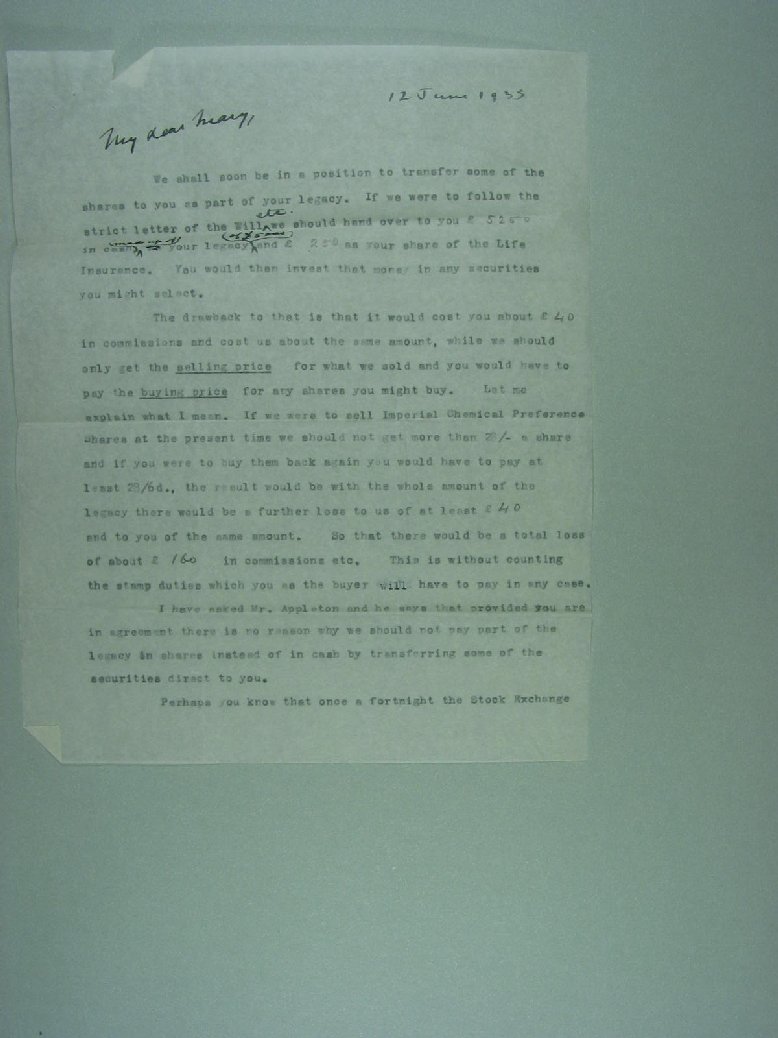 12 June 1935
My dear Mary,
We shall soon be in a position to transfer some of the
shares to you as part of your legacy. If we were to follow the
etc.
strict letter of the Will, we should hand over to you £ 5250
(of £5000)
in cash, your legacy and £ 250 as your share of the Life
Insurance. You would then invest that money in any securities
you might select.
The drawback to that is that it would cost you about £ 40
in commissions and cost us about the same amount, while we should
only get the selling price for what we sold and you would have to
pay the buying price for any shares you might buy. Let me
explain what I mean. If we were to sell Imperial Chemical Preference
Shares at the present time we should not get more than 28/- a share
and if you were to buy them back again you would have to pay at
least 28/6d., the result would be with the whole amount of the
legacy there would be a further loss to us of at least £ 40
and to you of the same amount. So that there would be a total loss
of about £ 160 in commissions etc. This is without counting
the stamp duties which you as the buyer will have to pay in any case.
I have asked Mr. Appleton and he says that provided you are
in agreement there is no reason why we should not pay part of the
legacy in shares instead of in cash by transferring some of the
securities direct to you.
Perhaps you know that once a fortnight the Stock Exchange